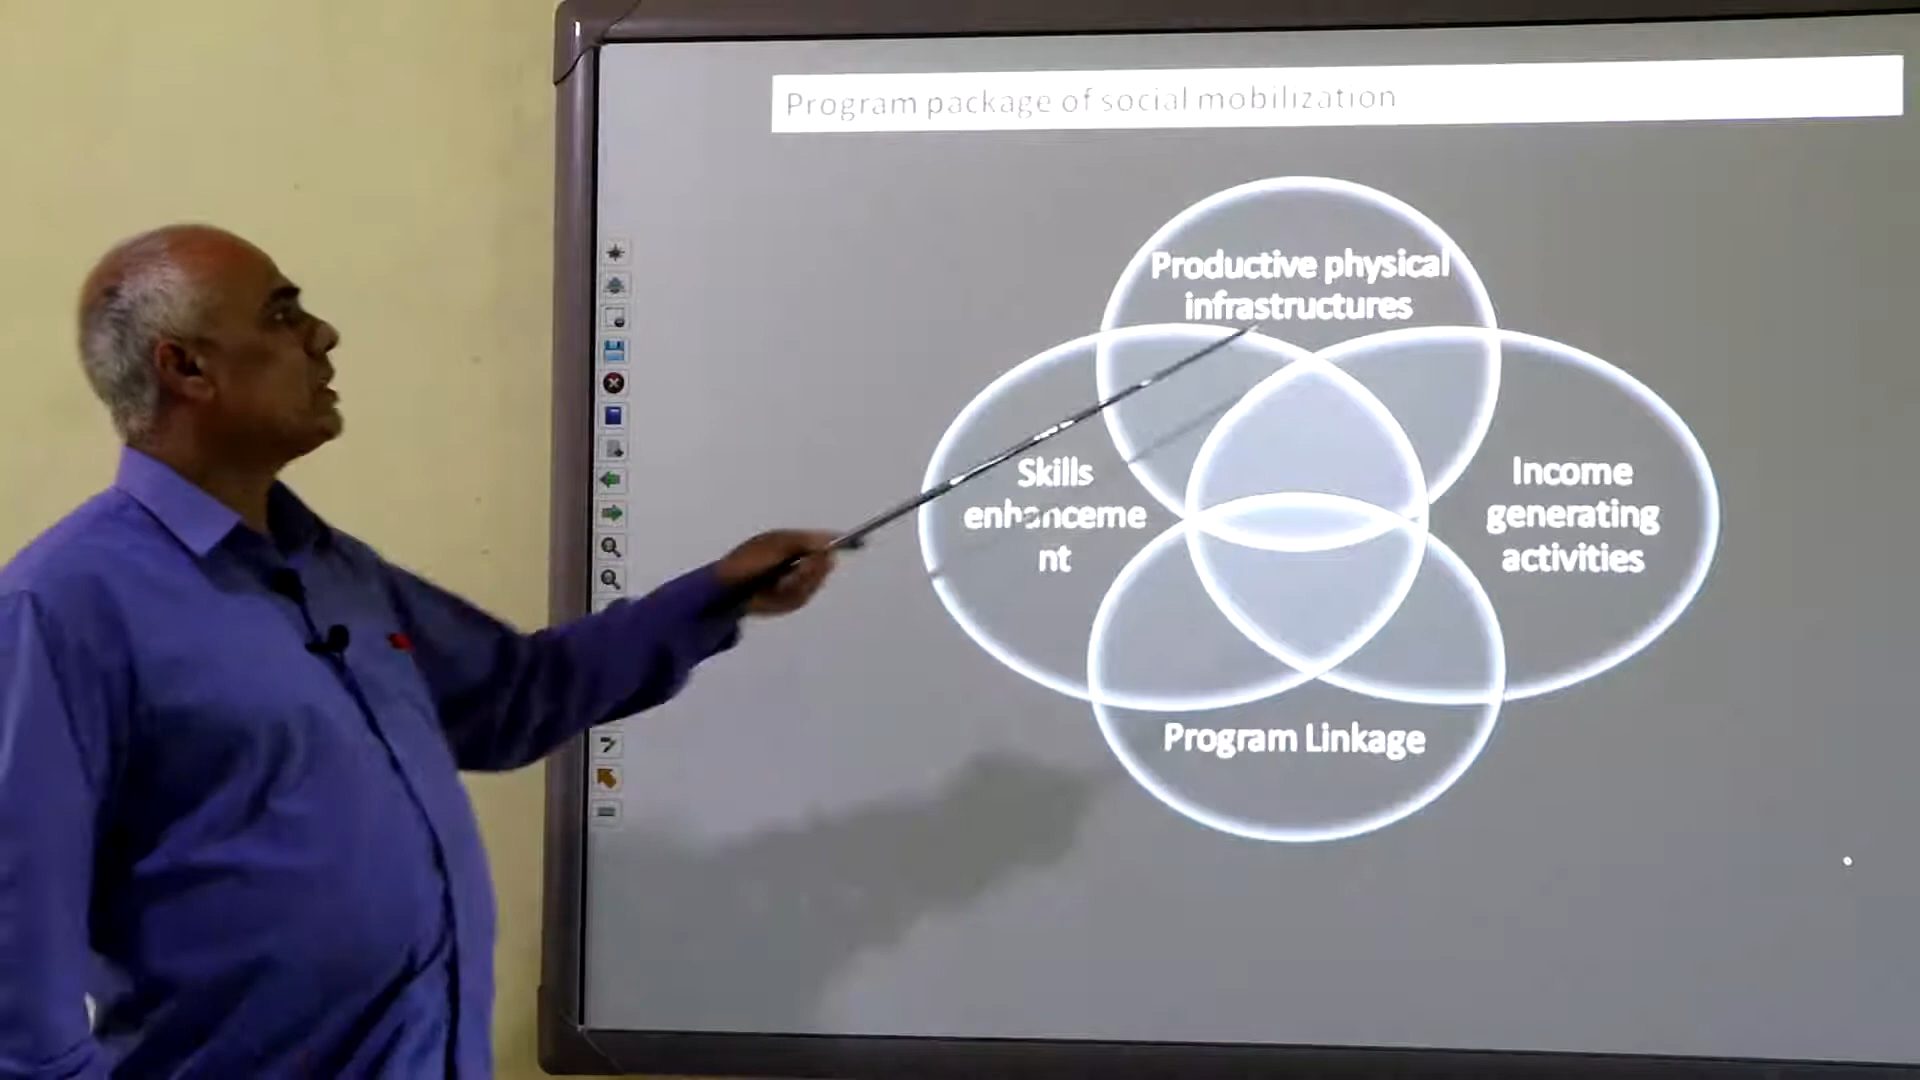 Program package of social mobilization
Productive physical
infrastructures
Skills
enhanceme
nt
Income
generating
activities
Program Linkage